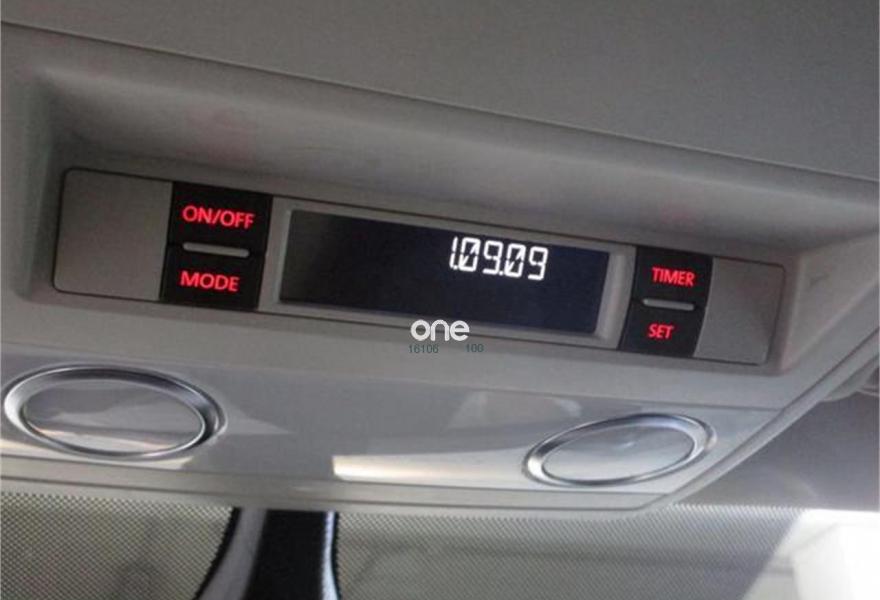 ON/OFF
MODE
1.09.09
TIMER
SET
one
16106 100